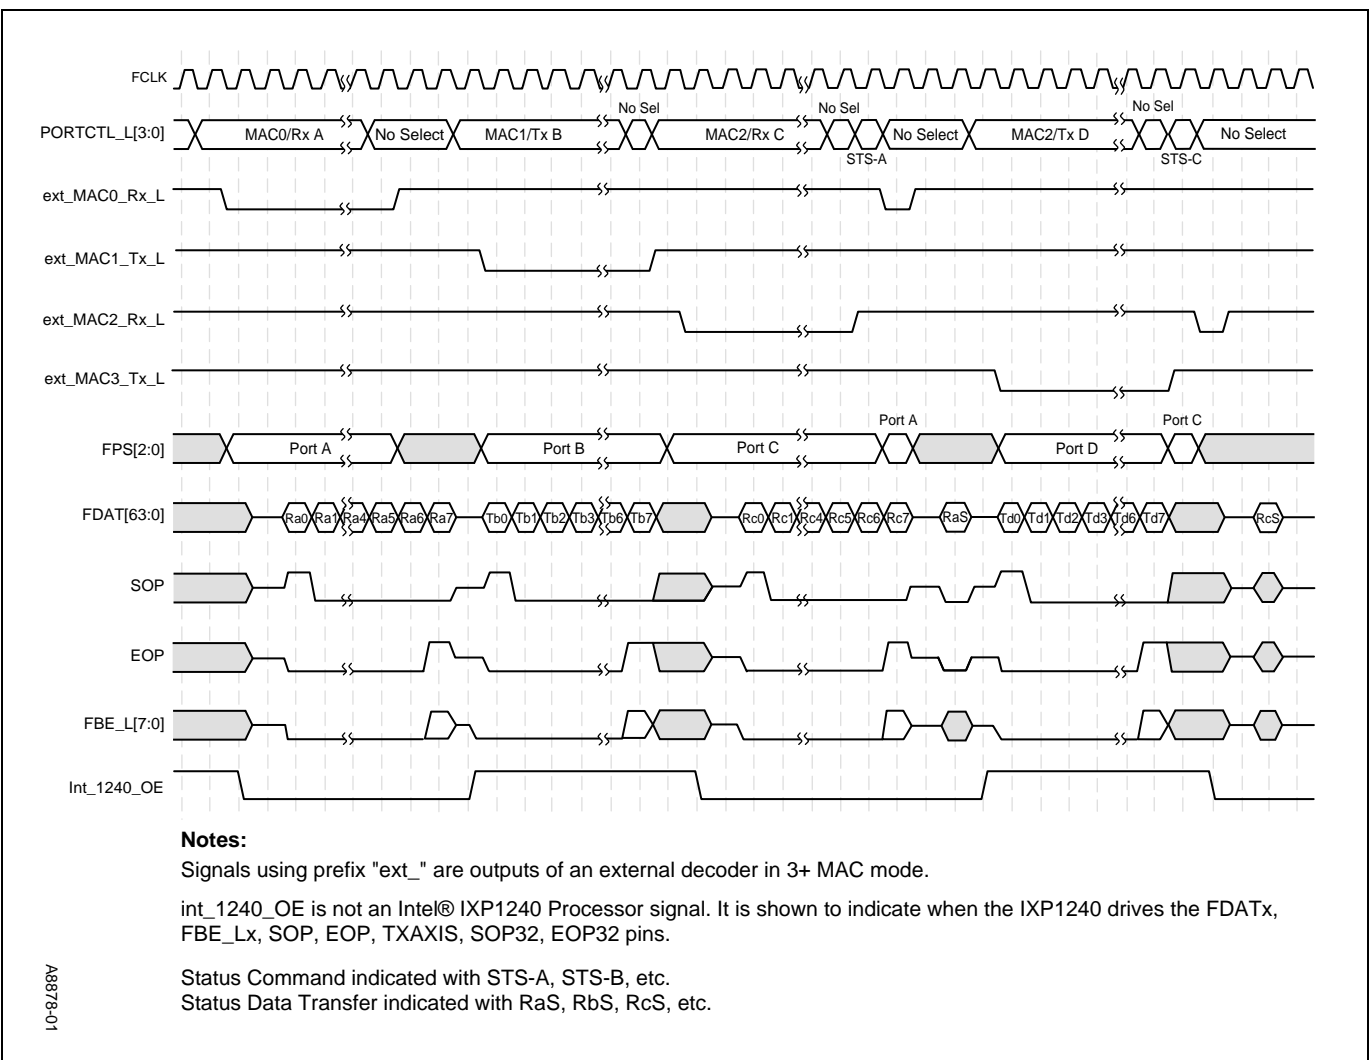 FCLK
No Sel No Sel No Sel
PORTCTL_L[3:0] MAC0/Rx A No Select MAC1/Tx B MAC2/Rx C No Select MAC2/Tx D No Select
STS-A STS-C
ext_MAC0_Rx_L
ext_MAC1_Tx_L
ext_MAC2_Rx_L
ext_MAC3_Tx_L
Port A Port C
FPS[2:0] Port A Port B Port C Port D
FDAT[63:0] Ra0 Ra1 Ra4 Ra5 Ra6 Ra7 Tb0 Tb1 Tb2 Tb3 Tb6 Tb7 Rc0 Rc1 Rc4 Rc5 Rc6 Rc7 RaS Td0 Td1 Td2 Td3 Td6 Td7 RcS
SOP
EOP
FBE_L[7:0]
Int_1240_OE
Notes:
Signals using prefix "ext_" are outputs of an external decoder in 3+ MAC mode.
int_1240_OE is not an Intel® IXP1240 Processor signal. It is shown to indicate when the IXP1240 drives the FDATx,
FBE_Lx, SOP, EOP, TXAXIS, SOP32, EOP32 pins.
Status Command indicated with STS-A, STS-B, etc.
Status Data Transfer indicated with RaS, RbS, RcS, etc.
A8878-01